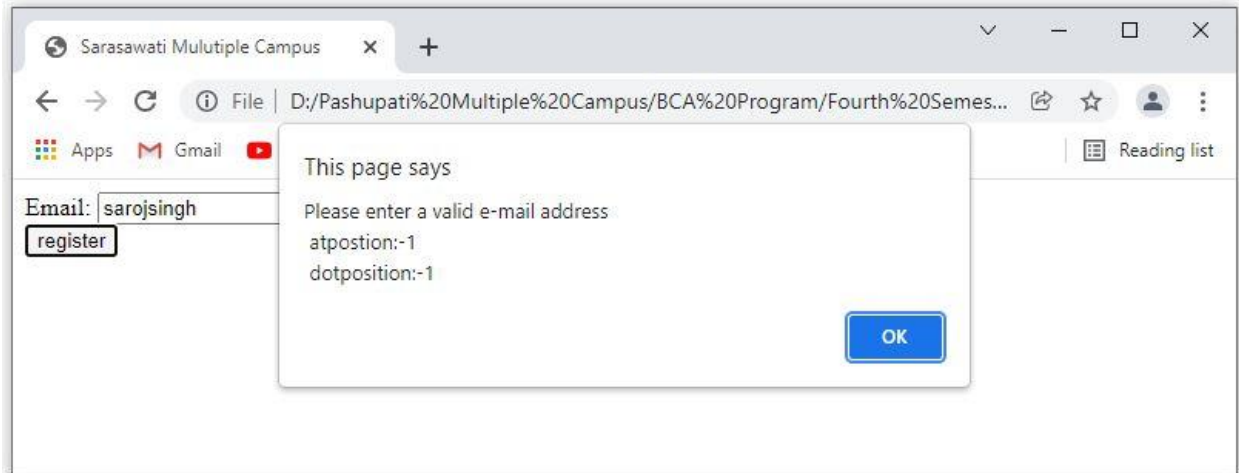 Sarasawati Mulutiple Campus
File | D:/Pashupati%20Multiple%20Campus/BCA%20Program/Fourth%20Semes...
Apps Gmail Reading list
This page says
Please enter a valid e-mail address
atpostion:-1
dotposition:-1
OK
Email: sarojsingh
register